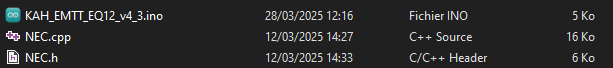 KAH_EMTT_EQ12_v4_3.ino 28/03/2025 12:16 Fichier INO 5 Ko
NEC.cpp 12/03/2025 14:27 C++ Source 16 Ko
NEC.h 12/03/2025 14:33 C/C++ Header 6 Ko